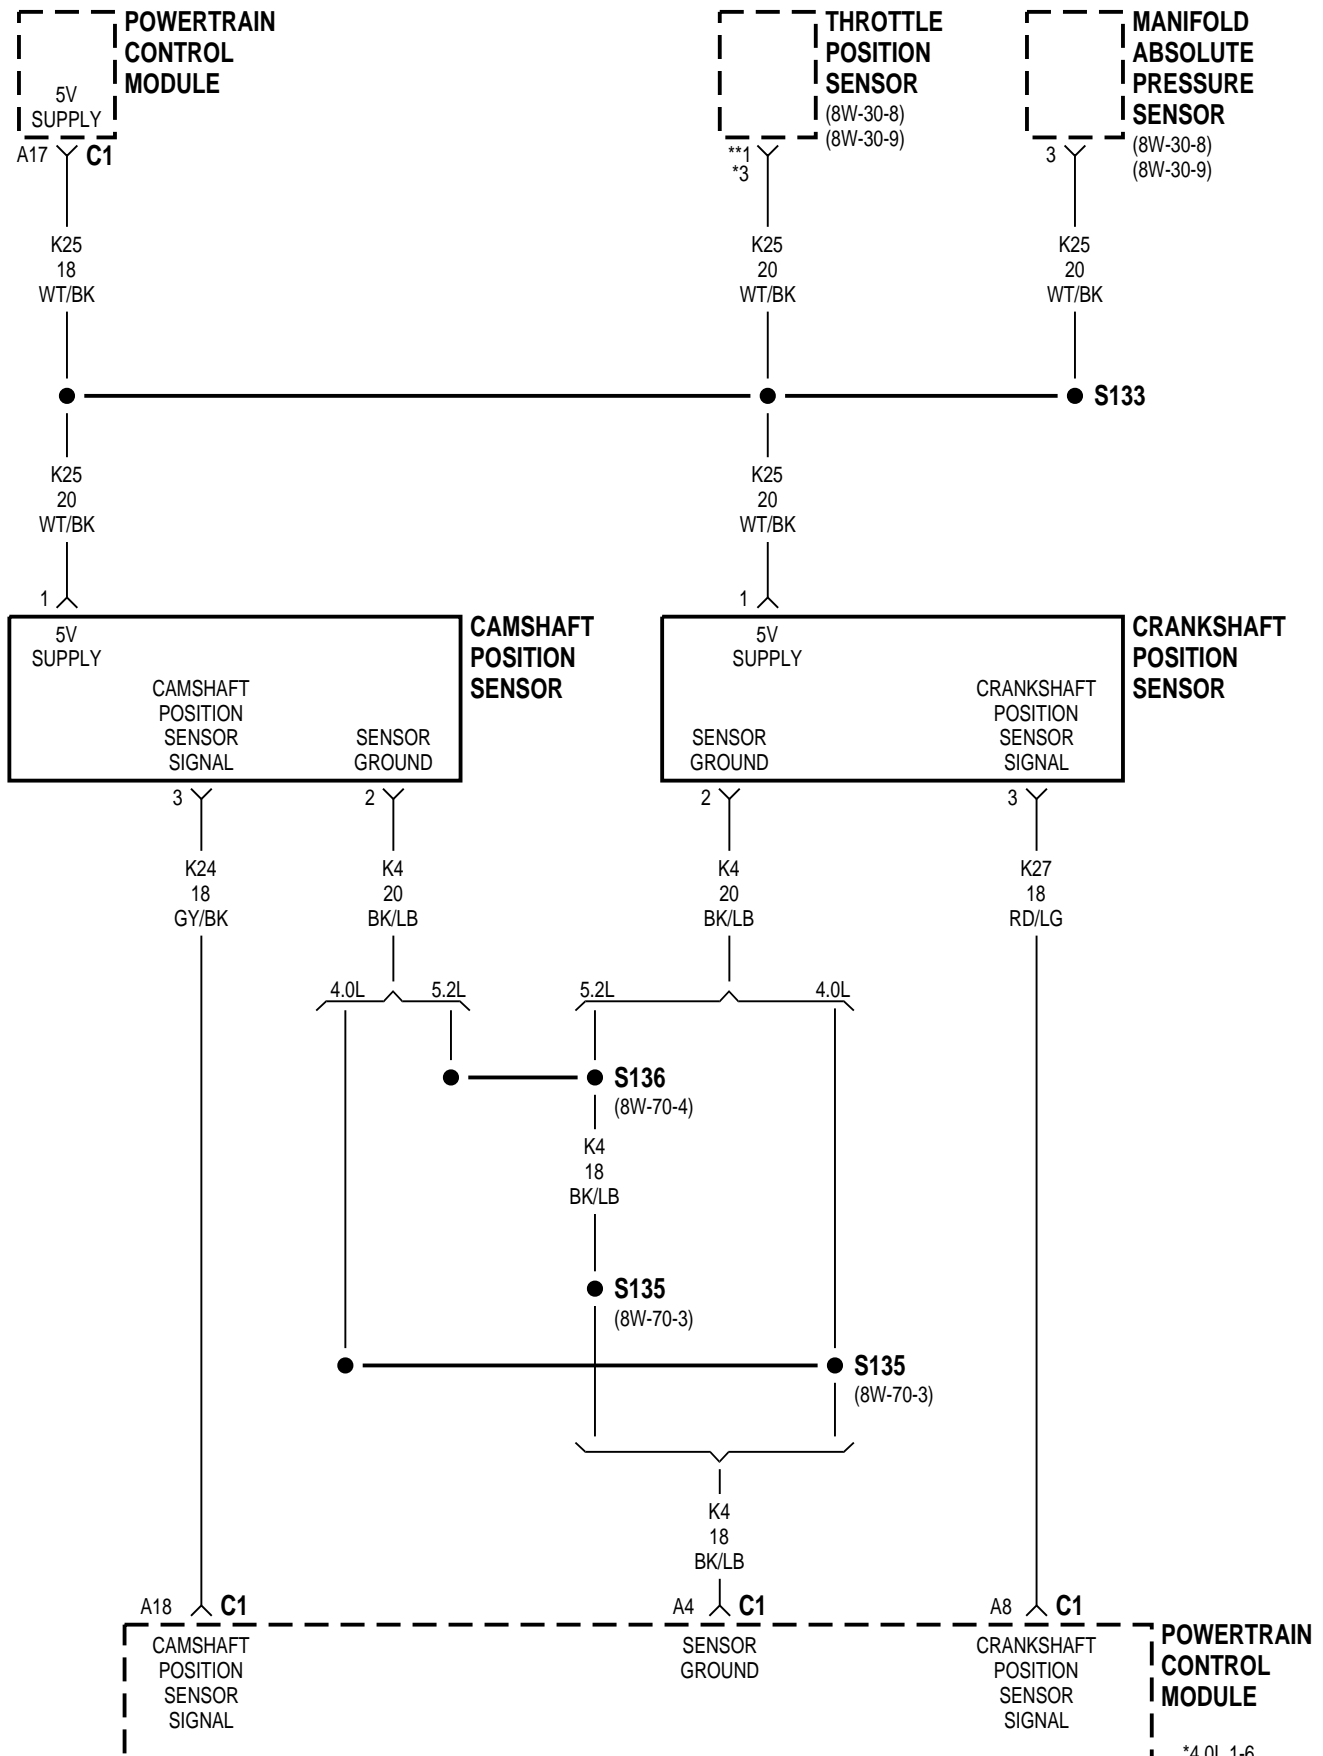 POWERTRAIN
CONTROL
MODULE
5V
SUPPLY
A17 C1
THROTTLE
POSITION
SENSOR
(8W-30-8)
(8W-30-9)
**1
*3
MANIFOLD
ABSOLUTE
PRESSURE
SENSOR
(8W-30-8)
(8W-30-9)
3
K25
18
WT/BK
K25
20
WT/BK
K25
20
WT/BK
S133
K25
20
WT/BK
K25
20
WT/BK
1
1
5V
SUPPLY
CAMSHAFT
POSITION
SENSOR
SIGNAL
SENSOR
GROUND
CAMSHAFT
POSITION
SENSOR
5V
SUPPLY
SENSOR
GROUND
CRANKSHAFT
POSITION
SENSOR
SIGNAL
CRANKSHAFT
POSITION
SENSOR
3
2
2
3
K24
18
GY/BK
K4
20
BK/LB
K4
20
BK/LB
K27
18
RD/LG
4.0L 5.2L
5.2L 4.0L
S136
(8W-70-4)
K4
18
BK/LB
S135
(8W-70-3)
S135
(8W-70-3)
K4
18
BK/LB
A18 C1
A4 C1
A8 C1
CAMSHAFT
POSITION
SENSOR
SIGNAL
SENSOR
GROUND
CRANKSHAFT
POSITION
SENSOR
SIGNAL
POWERTRAIN
CONTROL
MODULE
*4.0L 1-6